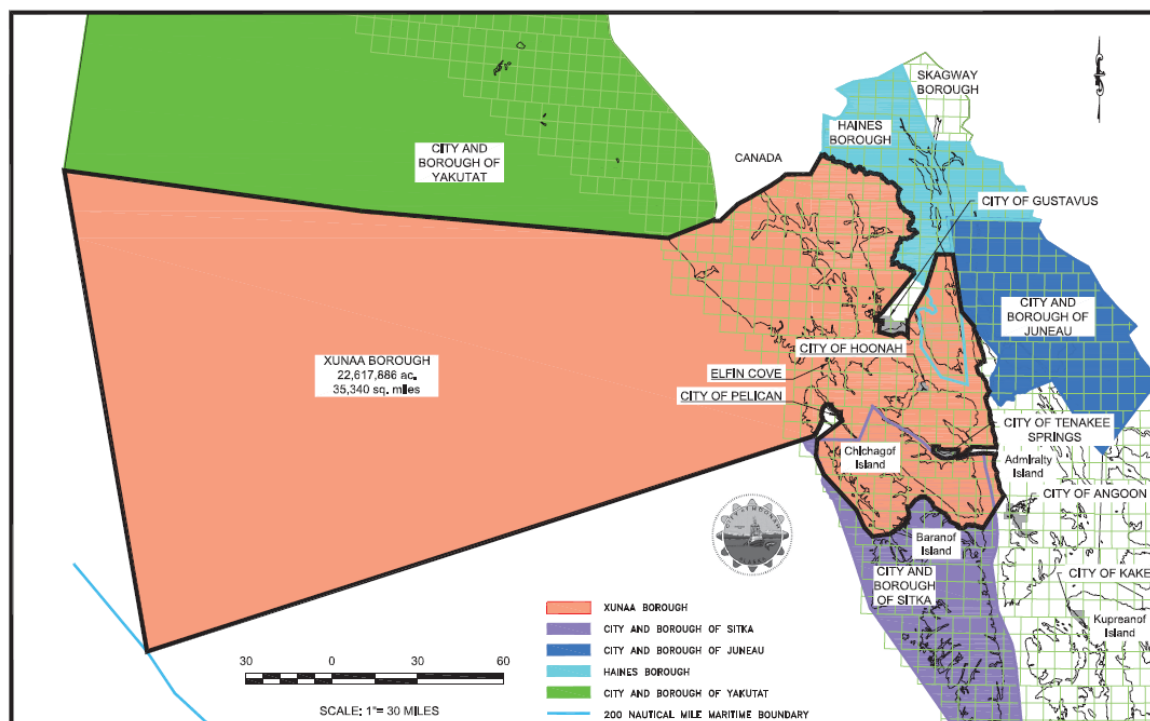 SKAGWAY
BOROUGH
HAINES
BOROUGH
CITY AND
BOROUGH OF
YAKUTAT
CANADA
CITY OF GUSTAVUS
CITY AND
BOROUGH OF
JUNEAU
CITY OF HOONAH
XUNAA BOROUGH
22,617,886 ac.
35,340 sq. miles
ELFIN COVE
CITY OF PELICAN
CITY OF TENAKEE
SPRINGS
Chichagof
Island
Admiralty
Island
CITY OF ANGOON
Baranof
Island
CITY AND
BOROUGH
OF SITKA
CITY OF KAKE
Kupreanof
Island
XUNAA BOROUGH
CITY AND BOROUGH OF SITKA
CITY AND BOROUGH OF JUNEAU
HAINES BOROUGH
CITY AND BOROUGH OF YAKUTAT
200 NAUTICAL MILE MARITIME BOUNDARY
30 0 30 60
SCALE: 1"= 30 MILES